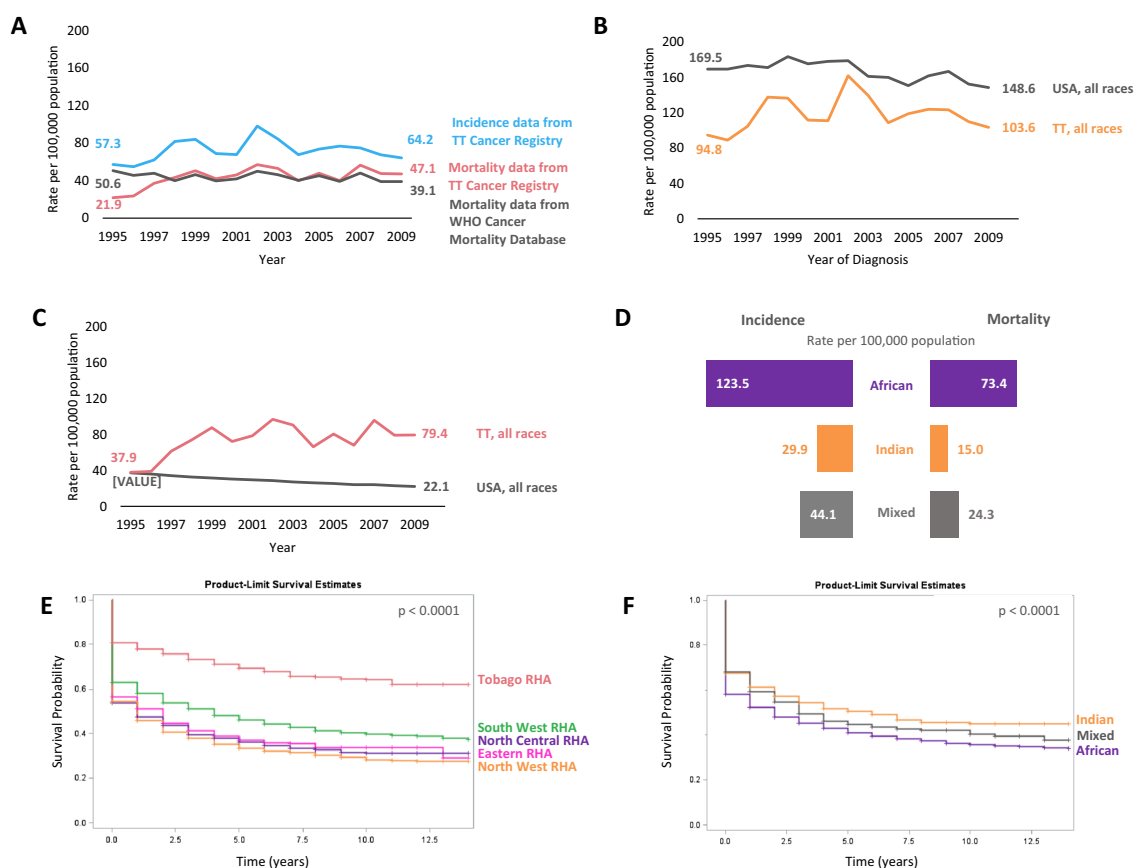 A
Rate per 100,000 population
200
160
120
80
40
0
57.3
50.6
21.9
Incidence data from
TT Cancer Registry
64.2
47.1
Mortality data from
TT Cancer Registry
39.1
Mortality data from
WHO Cancer
Mortality Database
1995 1997 1999 2001 2003 2005 2007 2009
Year
B
Rate per 100,000 population
200
160
120
80
40
0
169.5
94.8
148.6
USA, all races
103.6
TT, all races
1995 1997 1999 2001 2003 2005 2007 2009
Year of Diagnosis
C
Rate per 100,000 population
200
160
120
80
40
0
37.9
[VALUE]
79.4
TT, all races
22.1
USA, all races
1995 1997 1999 2001 2003 2005 2007 2009
Year
D
Incidence
Mortality
Rate per 100,000 population
123.5
African
73.4
29.9
Indian
15.0
44.1
Mixed
24.3
E
Product-Limit Survival Estimates
p < 0.0001
Survival Probability
1.0
0.8
0.6
0.4
0.2
0.0
Tobago RHA
South West RHA
North Central RHA
Eastern RHA
North West RHA
0.0 2.5 5.0 7.5 10.0 12.5
Time (years)
F
Product-Limit Survival Estimates
p < 0.0001
Survival Probability
1.0
0.8
0.4
0.2
0.0
Indian
Mixed
African
0.0 2.5 5.0 7.5 10.0 12.5
Time (years)